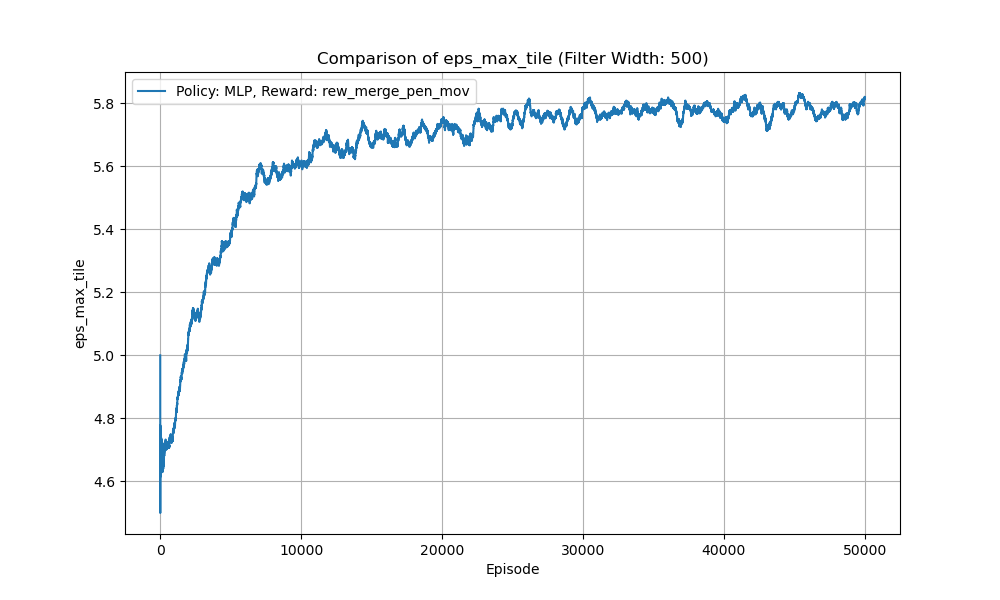 Comparison of eps_max_tile (Filter Width: 500)
Policy: MLP, Reward: rew_merge_pen_mov
eps_max_tile
5.8
5.6
5.4
5.2
5.0
4.8
4.6
0 10000 20000 30000 40000 50000
Episode